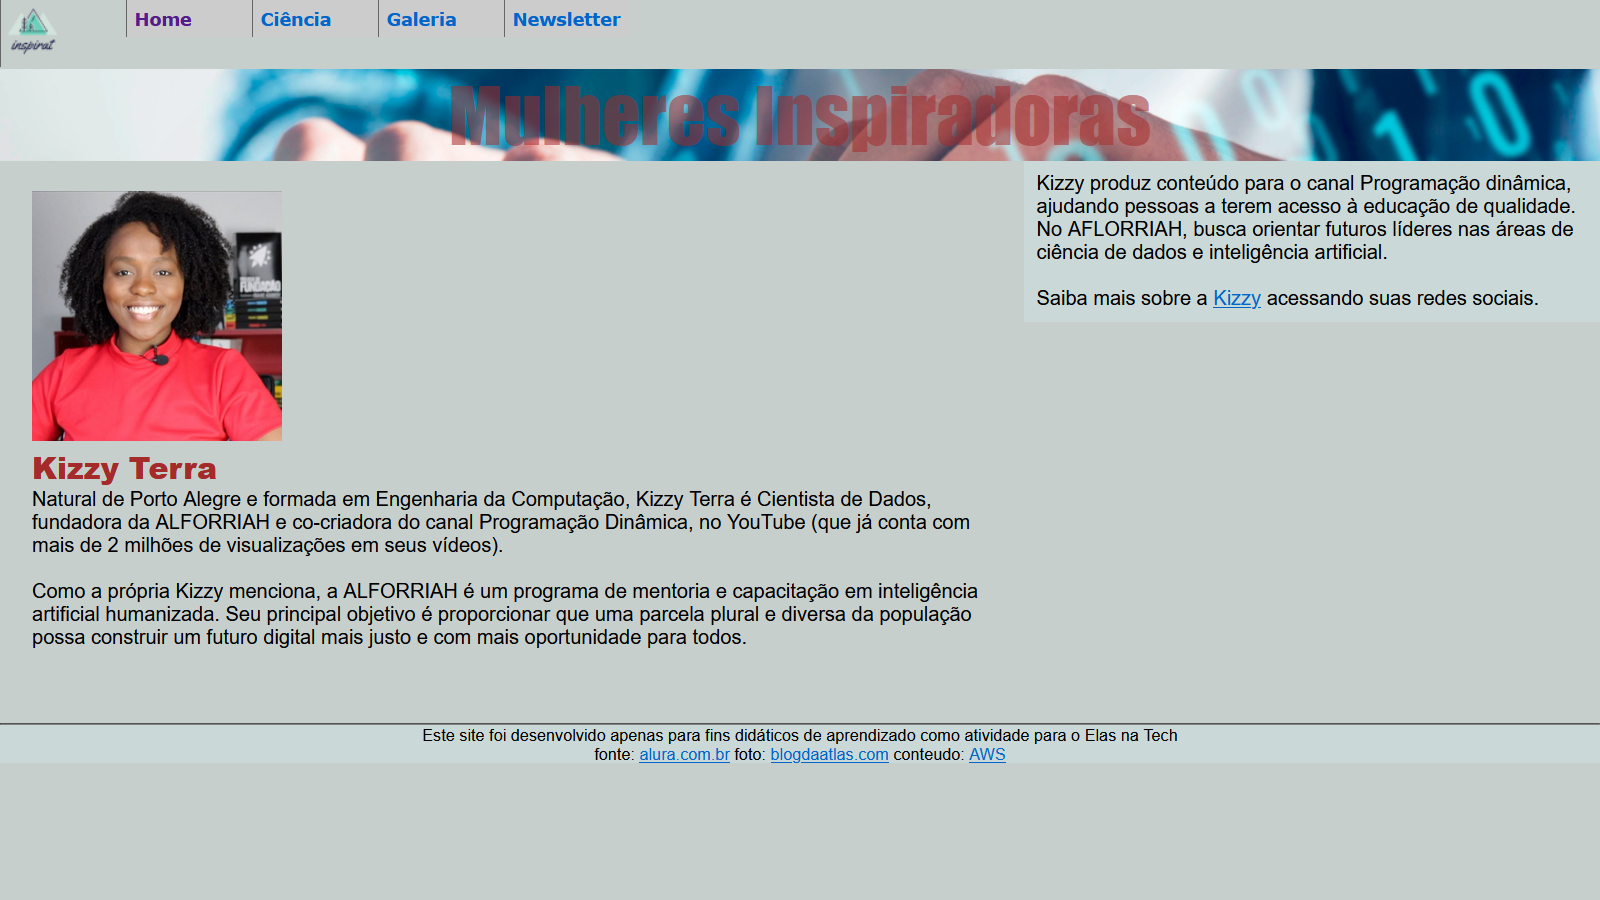 inspirat
Home
Ciência
Galeria
Newsletter
Mulheres Inspiradoras
FUNDAÇÃO
Kizzy Terra
Natural de Porto Alegre e formada em Engenharia da Computação, Kizzy Terra é Cientista de Dados,
fundadora da ALFORRIAH e co-criadora do canal Programação Dinâmica, no YouTube (que já conta com
mais de 2 milhões de visualizações em seus vídeos).
Como a própria Kizzy menciona, a ALFORRIAH é um programa de mentoria e capacitação em inteligência
artificial humanizada. Seu principal objetivo é proporcionar que uma parcela plural e diversa da população
possa construir um futuro digital mais justo e com mais oportunidade para todos.
Kizzy produz conteúdo para o canal Programação dinâmica,
ajudando pessoas a terem acesso à educação de qualidade.
No AFLORRIAH, busca orientar futuros líderes nas áreas de
ciência de dados e inteligência artificial.
Saiba mais sobre a Kizzy acessando suas redes sociais.
Este site foi desenvolvido apenas para fins didáticos de aprendizado como atividade para o Elas na Tech
fonte: alura.com.br foto: blogdaatlas.com conteudo: AWS